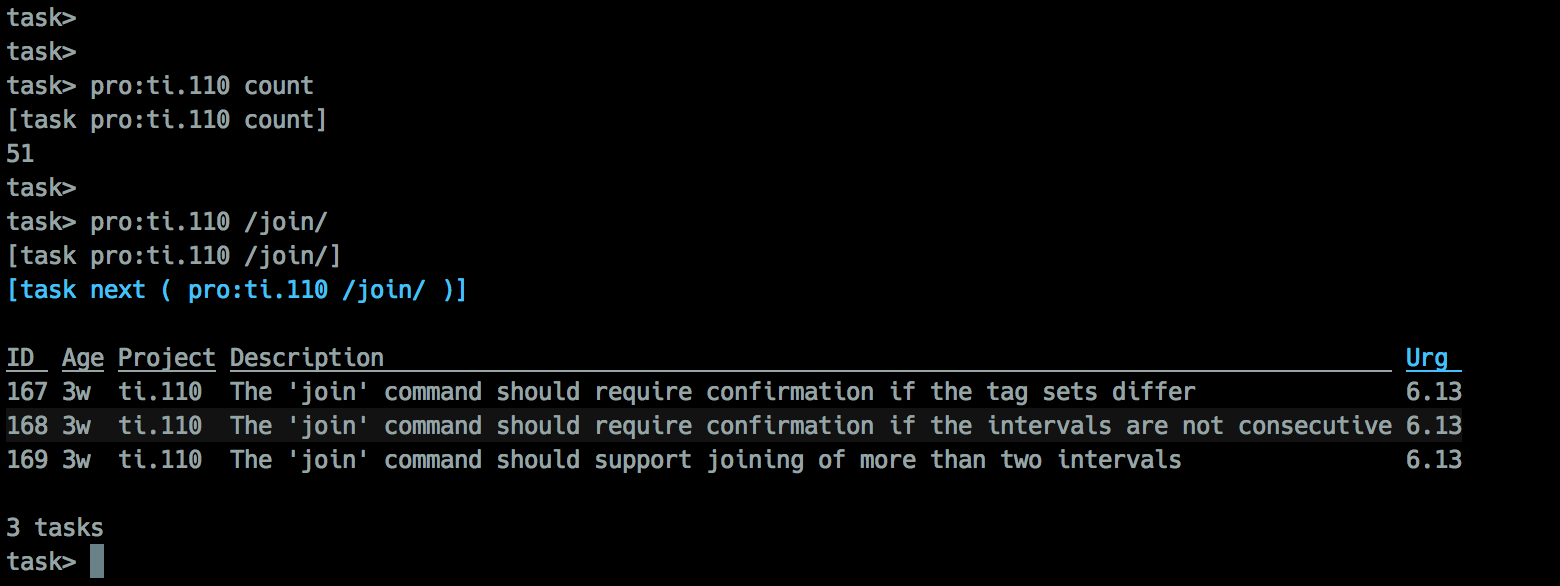 task>
task>
task> pro:ti.110 count
[task pro:ti.110 count]
51
task>
task> pro:ti.110 /join/
[task pro:ti.110 /join/]
[task next ( pro:ti.110 /join/ )]
ID Age Project Description Urg
167 3w ti.110 The 'join' command should require confirmation if the tag sets differ 6.13
168 3w ti.110 The 'join' command should require confirmation if the intervals are not consecutive 6.13
169 3w ti.110 The 'join' command should support joining of more than two intervals 6.13
3 tasks
task>